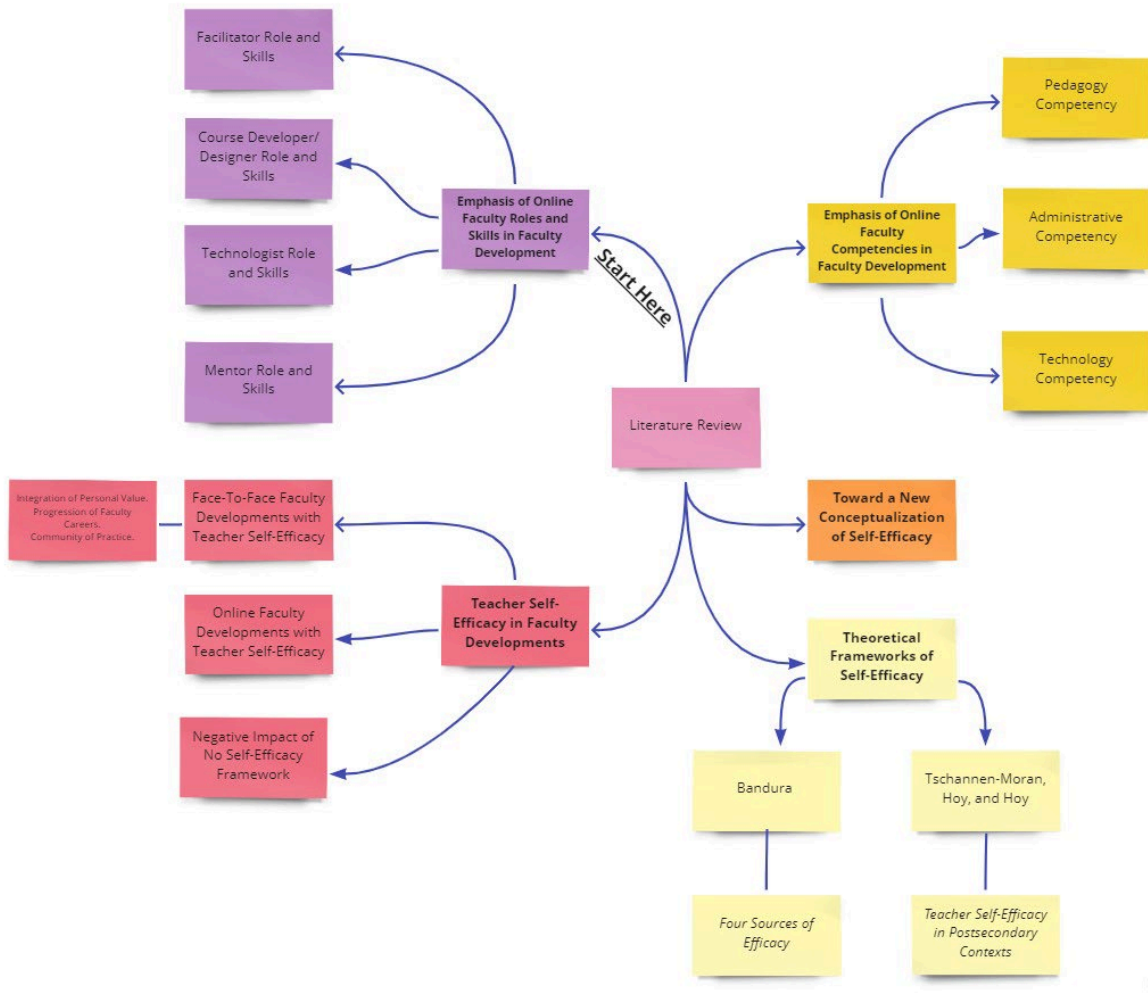 Facilitator Role and
Skills
Course Developer/
Designer Role and
Skills
Technologist Role
and Skills
Mentor Role and
Skills
Emphasis of Online
Faculty Roles and
Skills in Faculty
Development
Start Here
Emphasis of Online
Faculty
Competencies in
Faculty Development
Pedagogy
Competency
Administrative
Competency
Technology
Competency
Literature Review
Integration of Personal Value.
Progression of Faculty
Careers.
Community of Practice.
Face-To-Face Faculty
Developments with
Teacher Self-Efficacy
Online Faculty
Developments with
Teacher Self-Efficacy
Negative Impact of
No Self-Efficacy
Framework
Teacher Self-
Efficacy in Faculty
Developments
Toward a New
Conceptualization
of Self-Efficacy
Theoretical
Frameworks of
Self-Efficacy
Bandura
Tschannen-Moran,
Hoy, and Hoy
Four Sources of
Efficacy
Teacher Self-Efficacy
in Postsecondary
Contexts